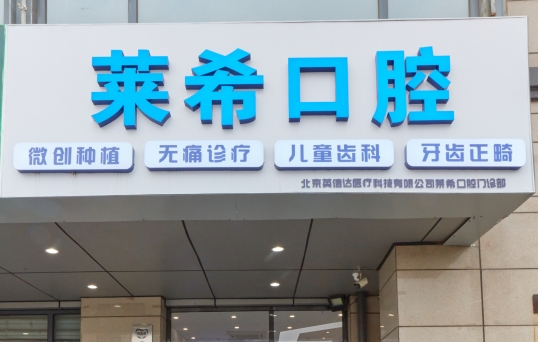 莱希口腔
微创种植 无痛诊疗 儿童齿科 牙齿正畸
北京英信达医疗科技有限公司莱希口腔门诊部